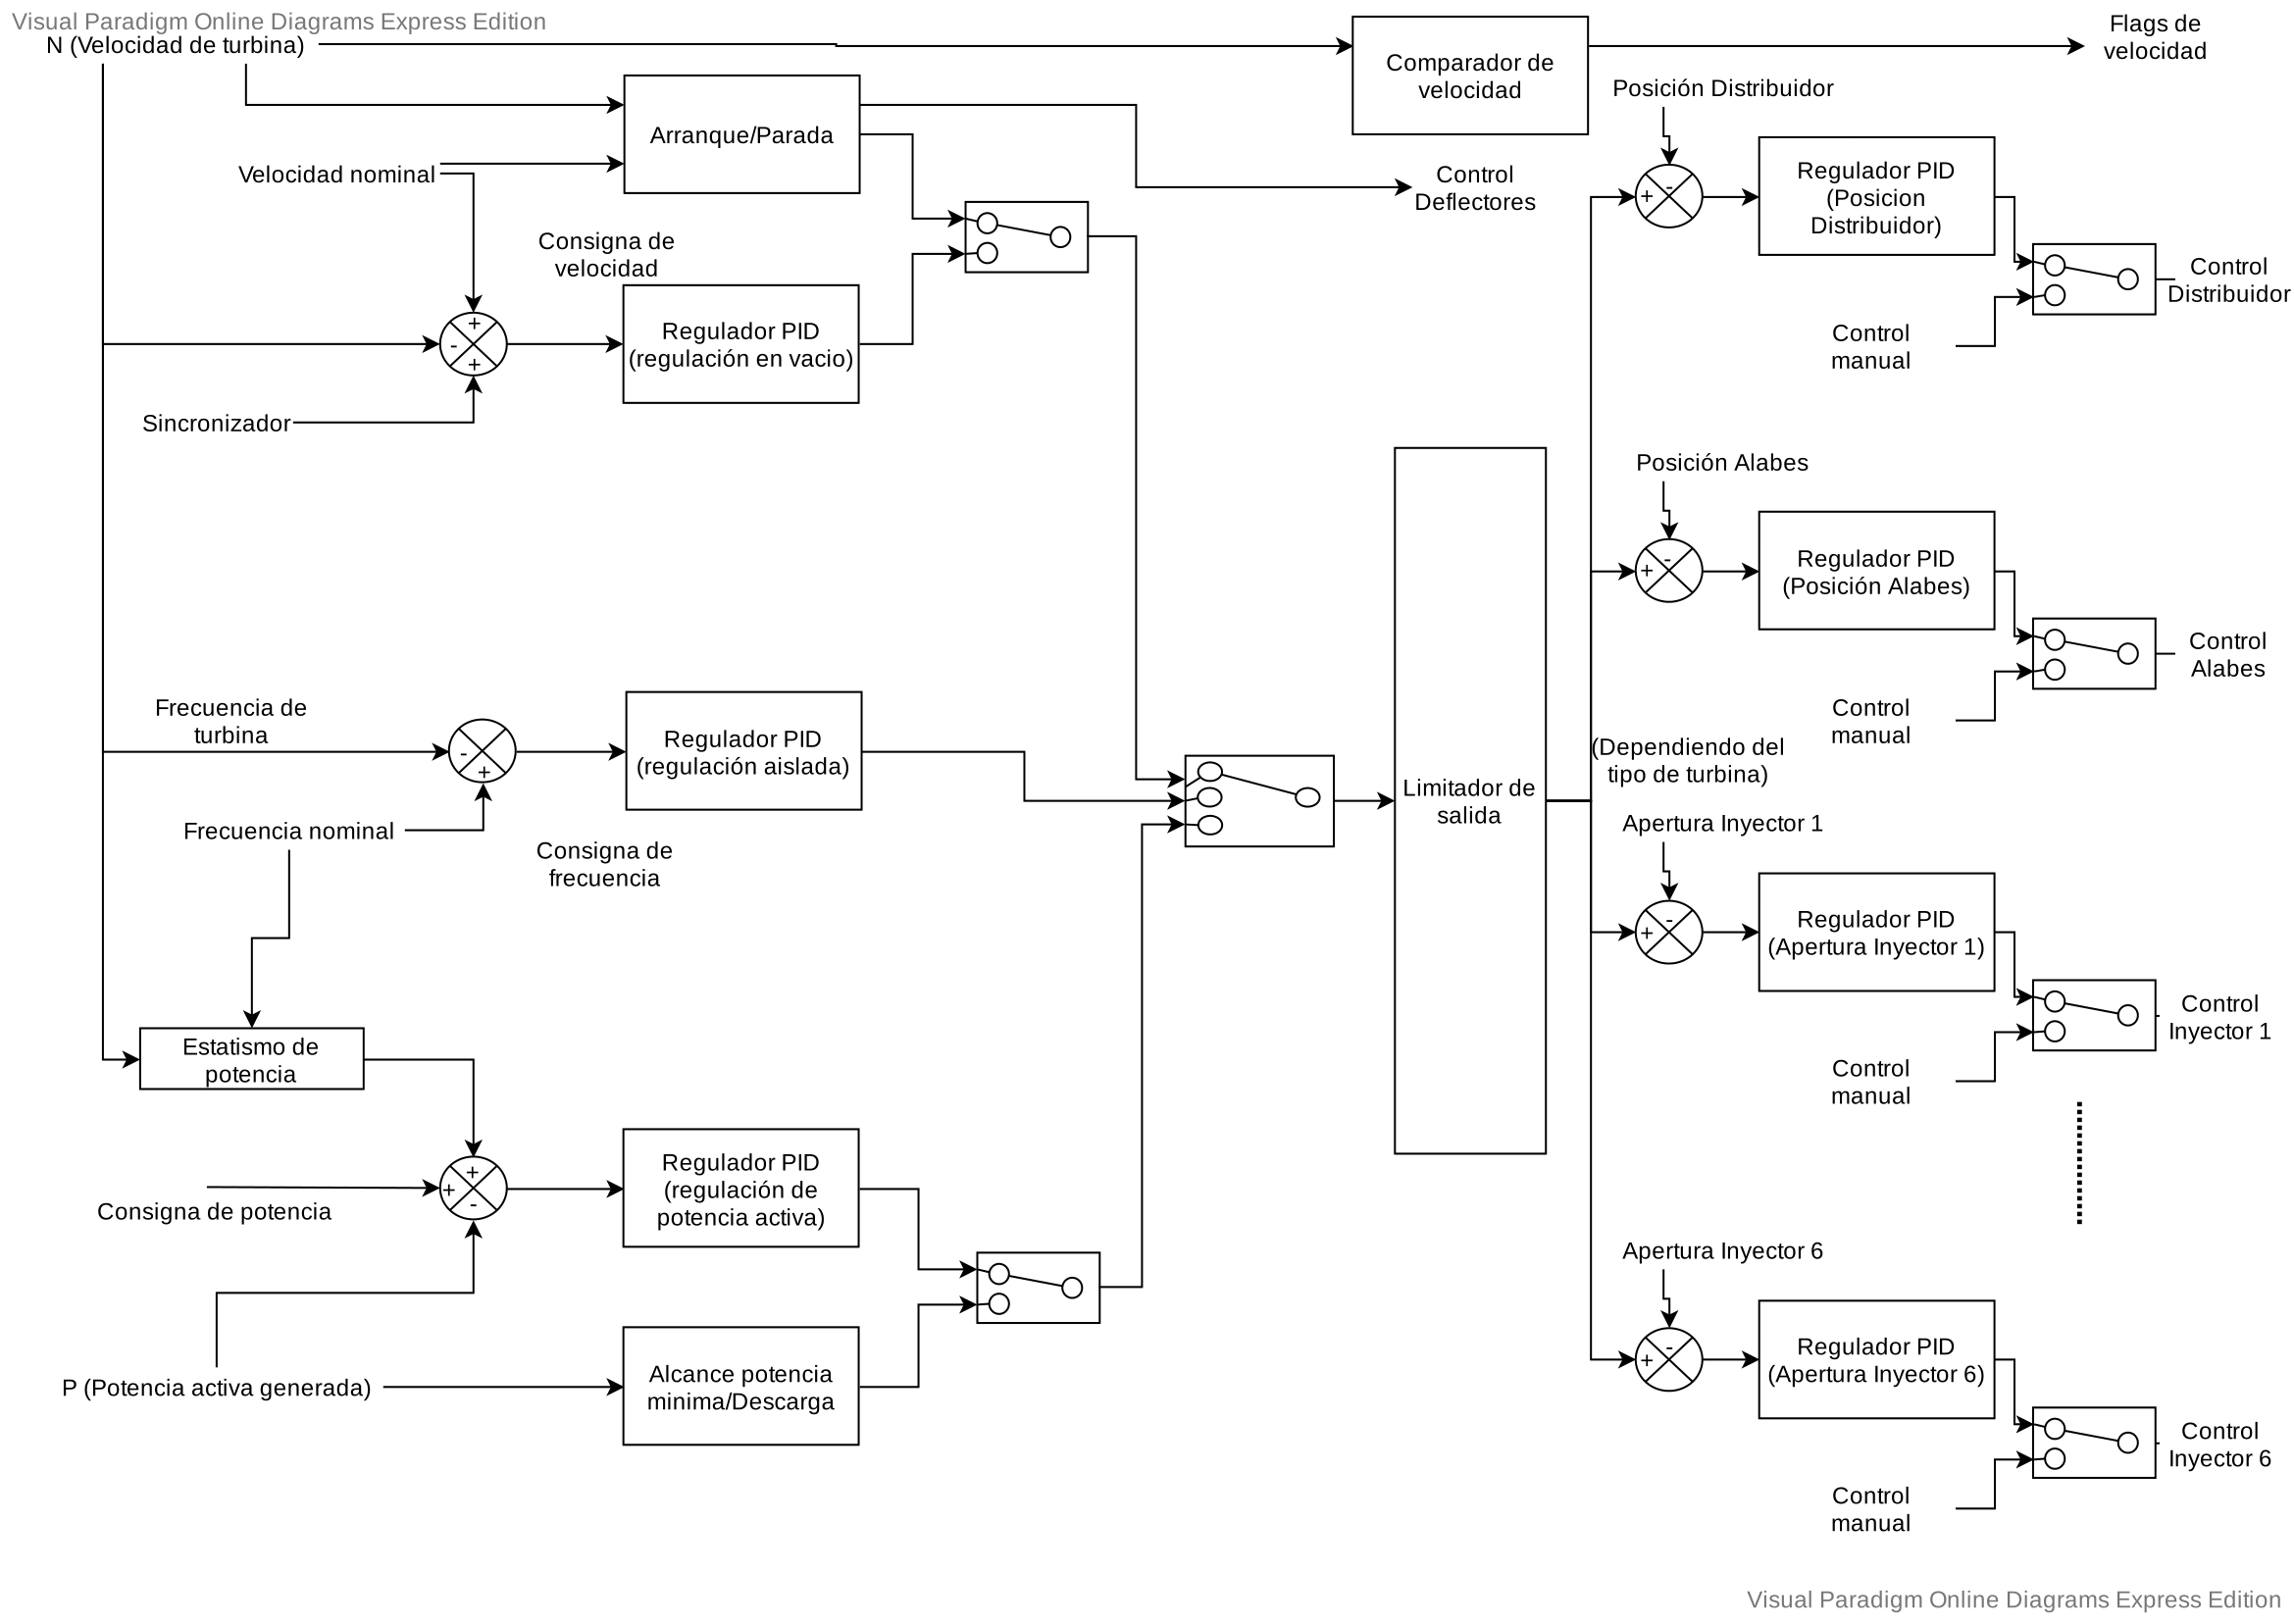 Visual Paradigm Online Diagrams Express Edition
N (Velocidad de turbina)
Flags de
velocidad
Comparador de
velocidad
Posición Distribuidor
Arranque/Parada
Velocidad nominal
Control
Deflectores
+
-
Regulador PID
(Posicion
Distribuidor)
Consigna de
velocidad
Control
Distribuidor
+
-
+
Regulador PID
(regulación en vacio)
Control
manual
Sincronizador
Posición Alabes
+
-
Regulador PID
(Posición Alabes)
Control
Alabes
Control
manual
Frecuencia de
turbina
-
+
Regulador PID
(regulación aislada)
(Dependiendo del
tipo de turbina)
Limitador de
salida
Frecuencia nominal
Apertura Inyector 1
Consigna de
frecuencia
+
-
Regulador PID
(Apertura Inyector 1)
Control
Inyector 1
Estatismo de
potencia
Control
manual
+
+
-
Regulador PID
(regulación de
potencia activa)
Consigna de potencia
Apertura Inyector 6
+
-
Regulador PID
(Apertura Inyector 6)
P (Potencia activa generada)
Alcance potencia
minima/Descarga
Control
Inyector 6
Control
manual
Visual Paradigm Online Diagrams Express Edition